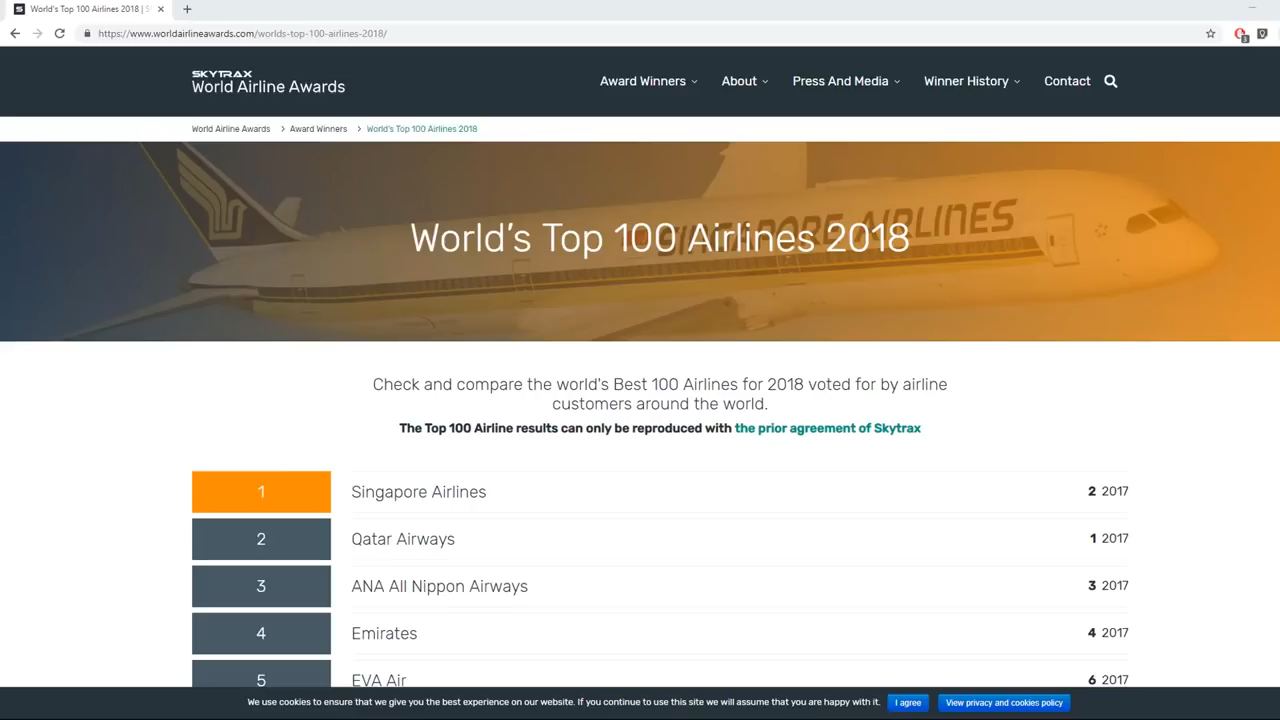 World's Top 100 Airlines 2018 | S
https://www.worldairlineawards.com/worlds-top-100-airlines-2018/
SKYTRAX
World Airline Awards
Award Winners
About
Press And Media
Winner History
Contact
World Airline Awards > Award Winners > World's Top 100 Airlines 2018
SINGAPORE AIRLINES
World's Top 100 Airlines 2018
Check and compare the world's Best 100 Airlines for 2018 voted for by airline
customers around the world.
The Top 100 Airline results can only be reproduced with the prior agreement of Skytrax
1 Singapore Airlines 2 2017
2 Qatar Airways 1 2017
3 ANA All Nippon Airways 3 2017
4 Emirates 4 2017
5 EVA Air 6 2017
We use cookies to ensure that we give you the best experience on our website. If you continue to use this site we will assume that you are happy with it. I agree View privacy and cookies policy